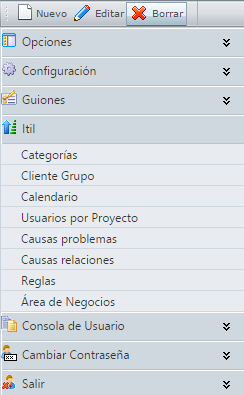 Nuevo Editar Borrar
Opciones
Configuración
Guiones
Itil
Categorías
Cliente Grupo
Calendario
Usuarios por Proyecto
Causas problemas
Causas relaciones
Reglas
Área de Negocios
Consola de Usuario
Cambiar Contraseña
Salir